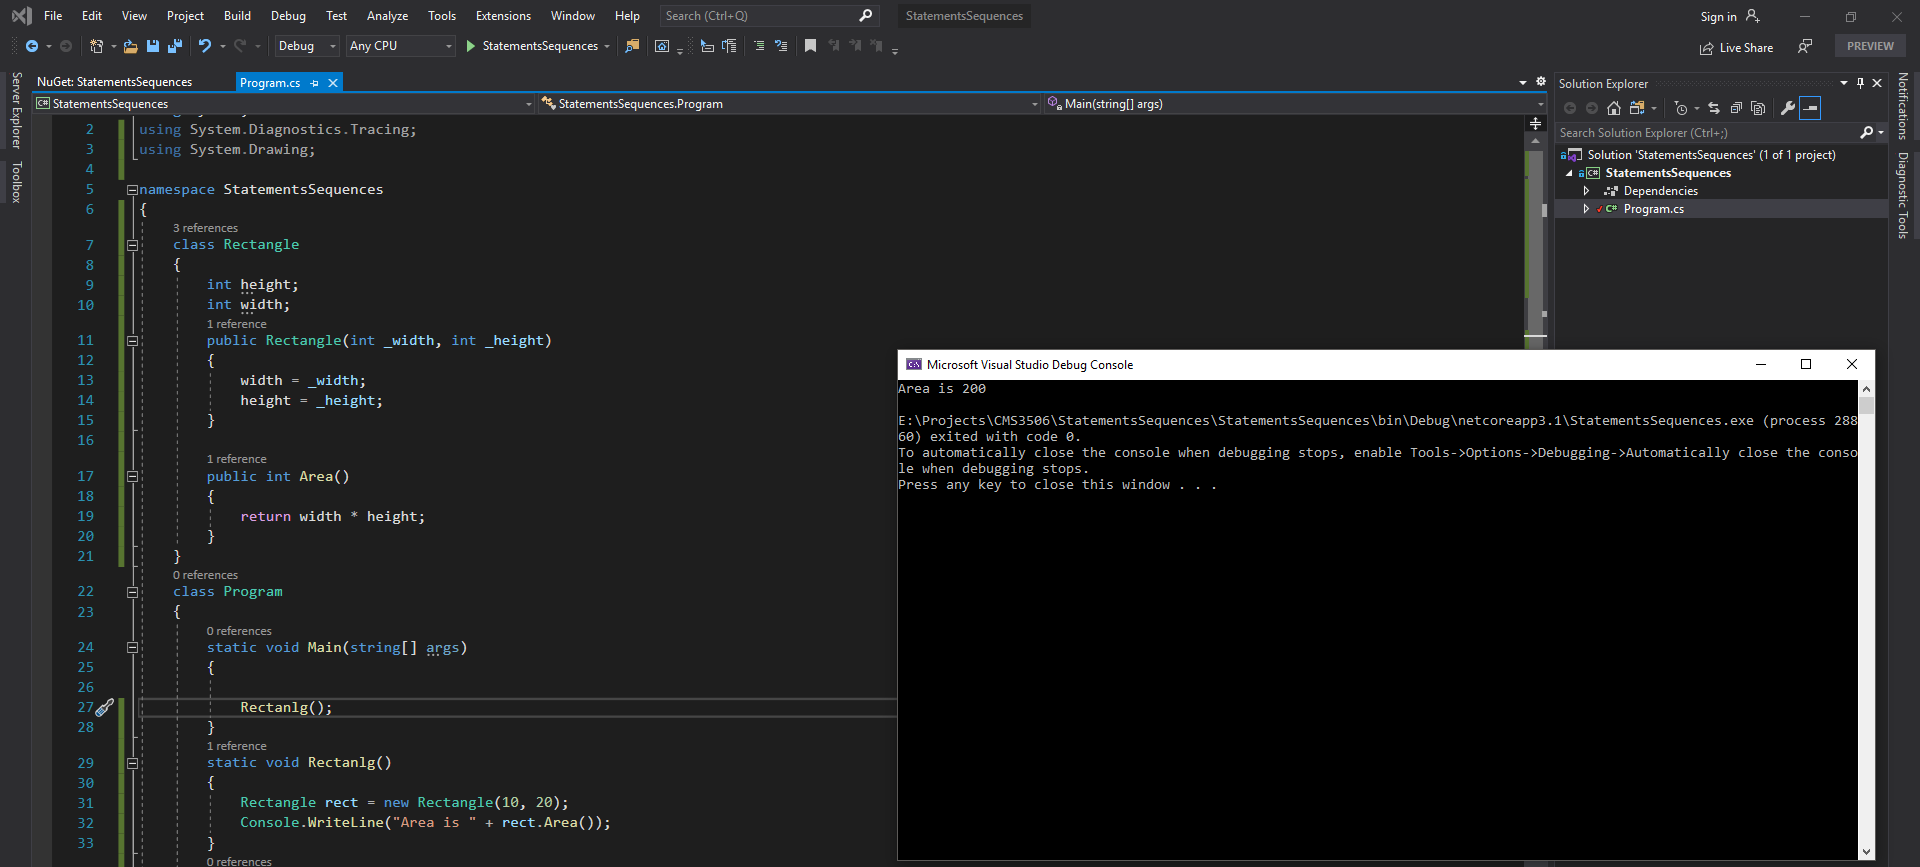 File Edit View Project Build Debug Test Analyze Tools Extensions Window Help Search (Ctrl+Q) StatementsSequences Sign in
Debug Any CPU StatementsSequences Live Share PREVIEW
Server Explorer
Toolbox
NuGet: StatementsSequences Program.cs
StatementsSequences StatementsSequences.Program Main(string[] args)
2 using System.Diagnostics.Tracing;
3 using System.Drawing;
4
5 namespace StatementsSequences
6 {
3 references
7 class Rectangle
8 {
9 int height;
10 int width;
1 reference
11 public Rectangle(int _width, int _height)
12 {
13 width = _width;
14 height = _height;
15 }
16
1 reference
17 public int Area()
18 {
19 return width * height;
20 }
21 }
0 references
22 class Program
23 {
0 references
24 static void Main(string[] args)
25 {
26
27 Rectanlg();
28 }
1 reference
29 static void Rectanlg()
30 {
31 Rectangle rect = new Rectangle(10, 20);
32 Console.WriteLine("Area is " + rect.Area());
33 }
0 references
Microsoft Visual Studio Debug Console
Area is 200
E:\Projects\CMS3506\StatementsSequences\StatementsSequences\bin\Debug\netcoreapp3.1\StatementsSequences.exe (process 288
60) exited with code 0.
To automatically close the console when debugging stops, enable Tools->Options->Debugging->Automatically close the conso
le when debugging stops.
Press any key to close this window . . .
Solution Explorer
Search Solution Explorer (Ctrl+;)
Solution 'StatementsSequences' (1 of 1 project)
C# StatementsSequences
Dependencies
C# Program.cs
Notifications
Diagnostic Tools